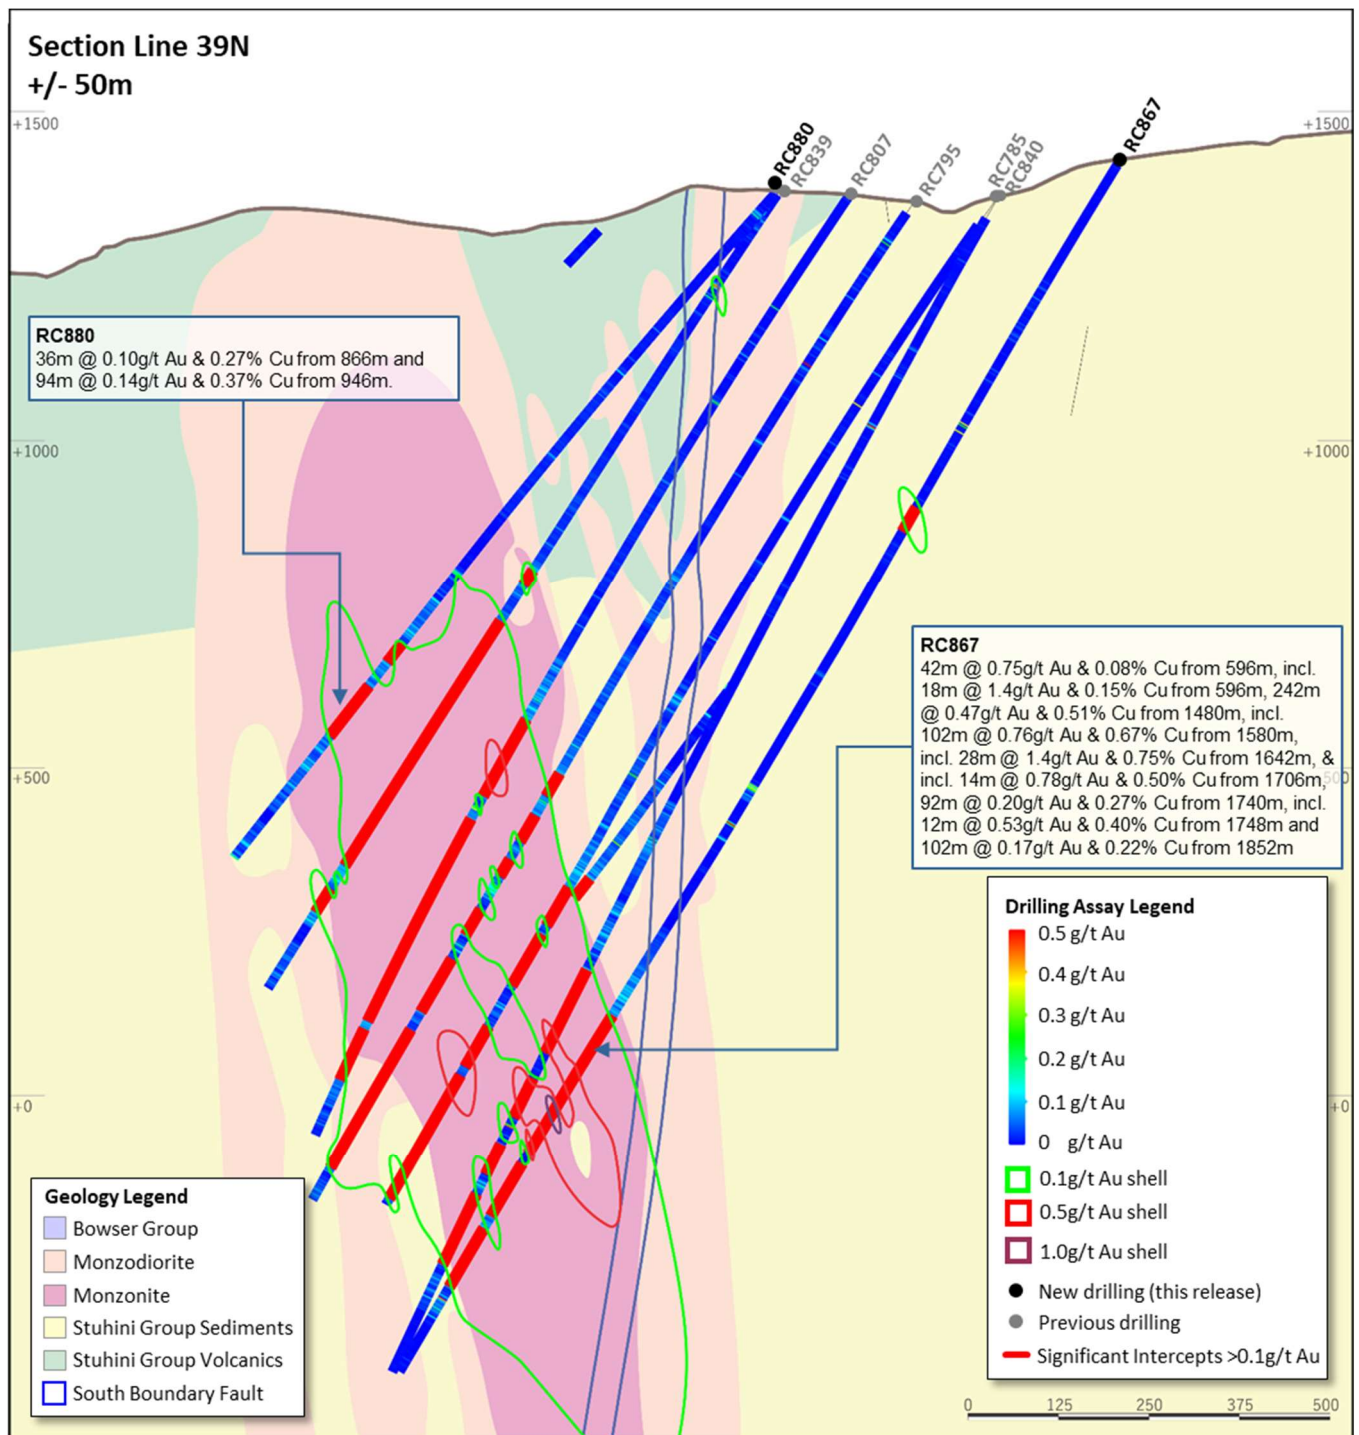 Section Line 39N
+/- 50m
+1500
+1500
RC880
RC839
RC807
RC795
RC785
RC840
RC867
RC880
36m @ 0.10g/t Au & 0.27% Cu from 866m and
94m @ 0.14g/t Au & 0.37% Cu from 946m.
+1000
+1000
RC867
42m @ 0.75g/t Au & 0.08% Cu from 596m, incl.
18m @ 1.4g/t Au & 0.15% Cu from 596m, 242m
@ 0.47g/t Au & 0.51% Cu from 1480m, incl.
102m @ 0.76g/t Au & 0.67% Cu from 1580m,
incl. 28m @ 1.4g/t Au & 0.75% Cu from 1642m, &
incl. 14m @ 0.78g/t Au & 0.50% Cu from 1706m,
92m @ 0.20g/t Au & 0.27% Cu from 1740m, incl.
12m @ 0.53g/t Au & 0.40% Cu from 1748m and
102m @ 0.17g/t Au & 0.22% Cu from 1852m
+500
+0
+0
Drilling Assay Legend
0.5 g/t Au
0.4 g/t Au
0.3 g/t Au
0.2 g/t Au
0.1 g/t Au
0 g/t Au
0.1g/t Au shell
0.5g/t Au shell
1.0g/t Au shell
New drilling (this release)
Previous drilling
Significant Intercepts >0.1g/t Au
Geology Legend
Bowser Group
Monzodiorite
Monzonite
Stuhini Group Sediments
Stuhini Group Volcanics
South Boundary Fault
0 125 250 375 500